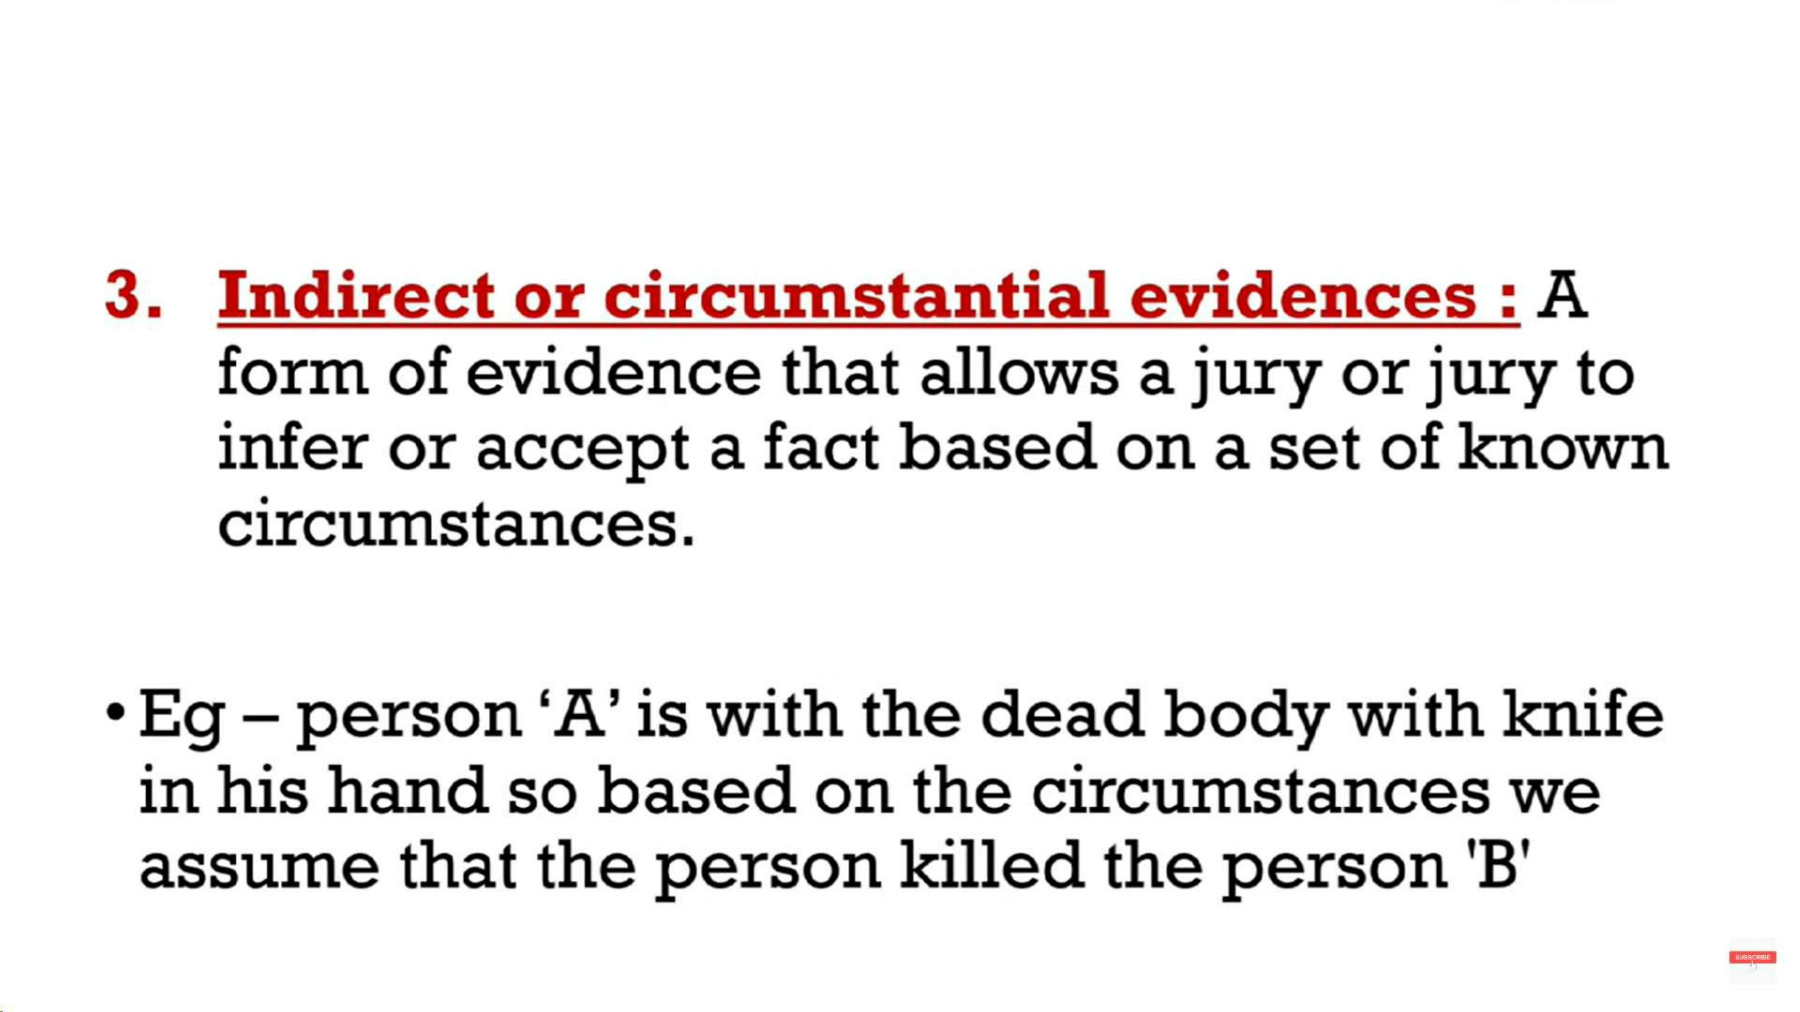 3. Indirect or circumstantial evidences : A
form of evidence that allows a jury or jury to
infer or accept a fact based on a set of known
circumstances.
•Eg – person ‘A’ is with the dead body with knife
in his hand so based on the circumstances we
assume that the person killed the person 'B'
SUBSCRIBE